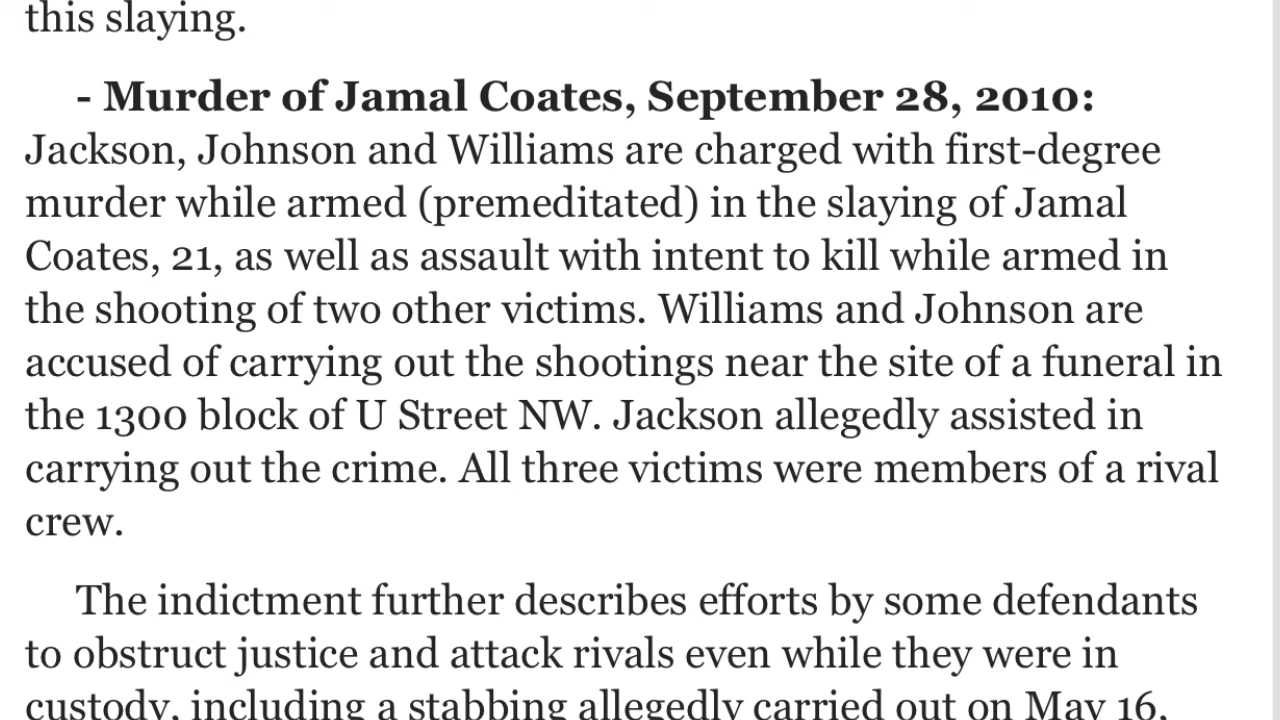 this slaying.
- Murder of Jamal Coates, September 28, 2010:
Jackson, Johnson and Williams are charged with first-degree
murder while armed (premeditated) in the slaying of Jamal
Coates, 21, as well as assault with intent to kill while armed in
the shooting of two other victims. Williams and Johnson are
accused of carrying out the shootings near the site of a funeral in
the 1300 block of U Street NW. Jackson allegedly assisted in
carrying out the crime. All three victims were members of a rival
crew.
The indictment further describes efforts by some defendants
to obstruct justice and attack rivals even while they were in
custody, including a stabbing allegedly carried out on May 16,